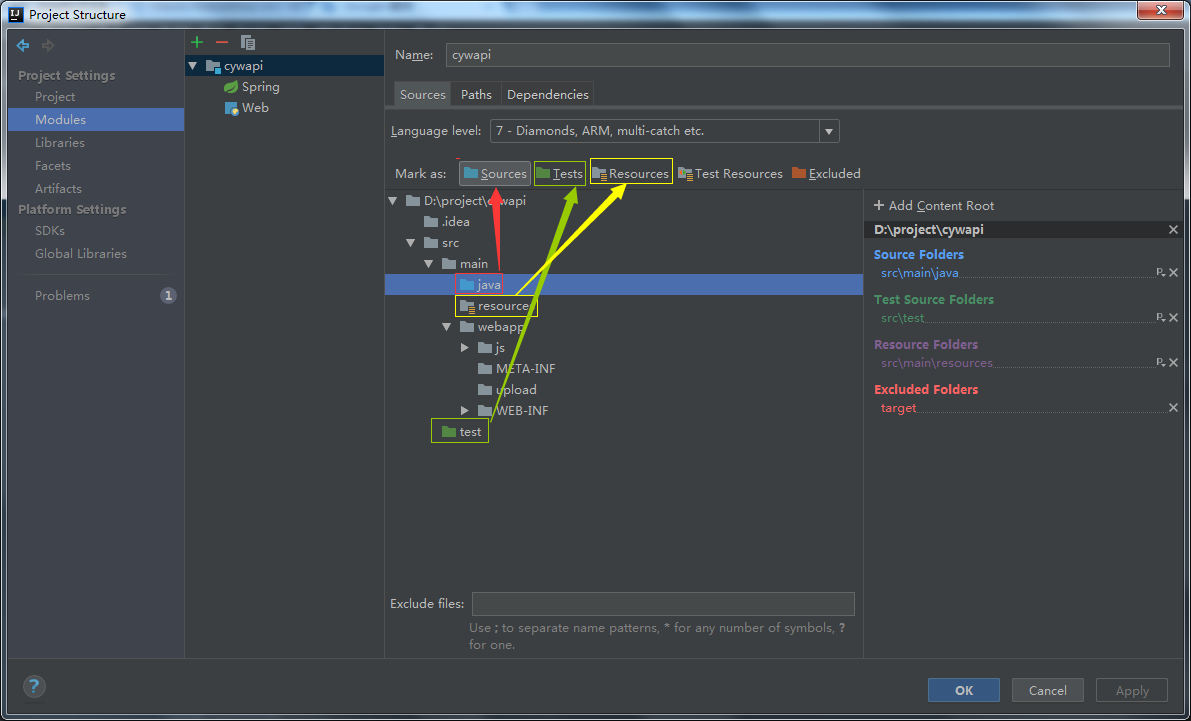 Project Structure
Project Settings
Project
Modules
Libraries
Facets
Artifacts
Platform Settings
SDKs
Global Libraries
Problems 1
cywapi
Spring
Web
Name: cywapi
Sources Paths Dependencies
Language level: 7 - Diamonds, ARM, multi-catch etc.
Mark as: Sources Tests Resources Test Resources Excluded
D:\project\cywapi
.idea
src
main
java
resources
webapp
js
META-INF
upload
WEB-INF
test
Exclude files:
Use ; to separate name patterns, * for any number of symbols, ?
for one.
+ Add Content Root
D:\project\cywapi
Source Folders
src\main\java
Test Source Folders
src\test
Resource Folders
src\main\resources
Excluded Folders
target
?
OK Cancel Apply